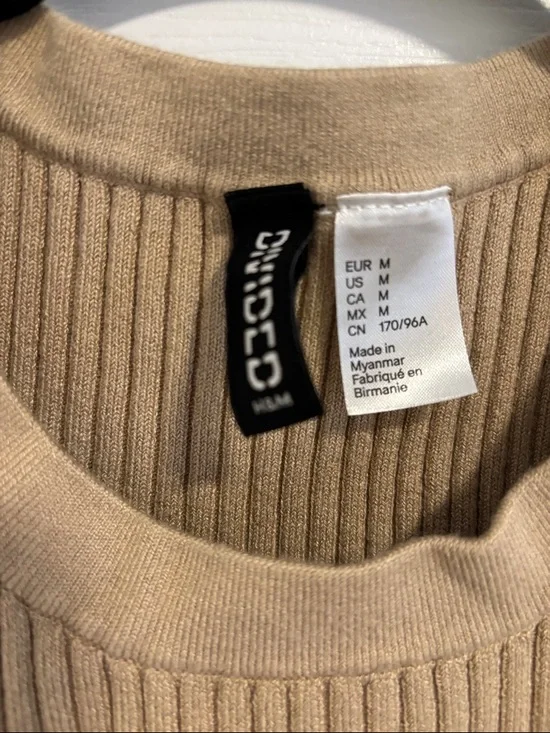 DIVIDED
H&M
EUR M
US M
CA M
MX M
CN 170/96A
Made in
Myanmar
Fabriqué en
Birmanie